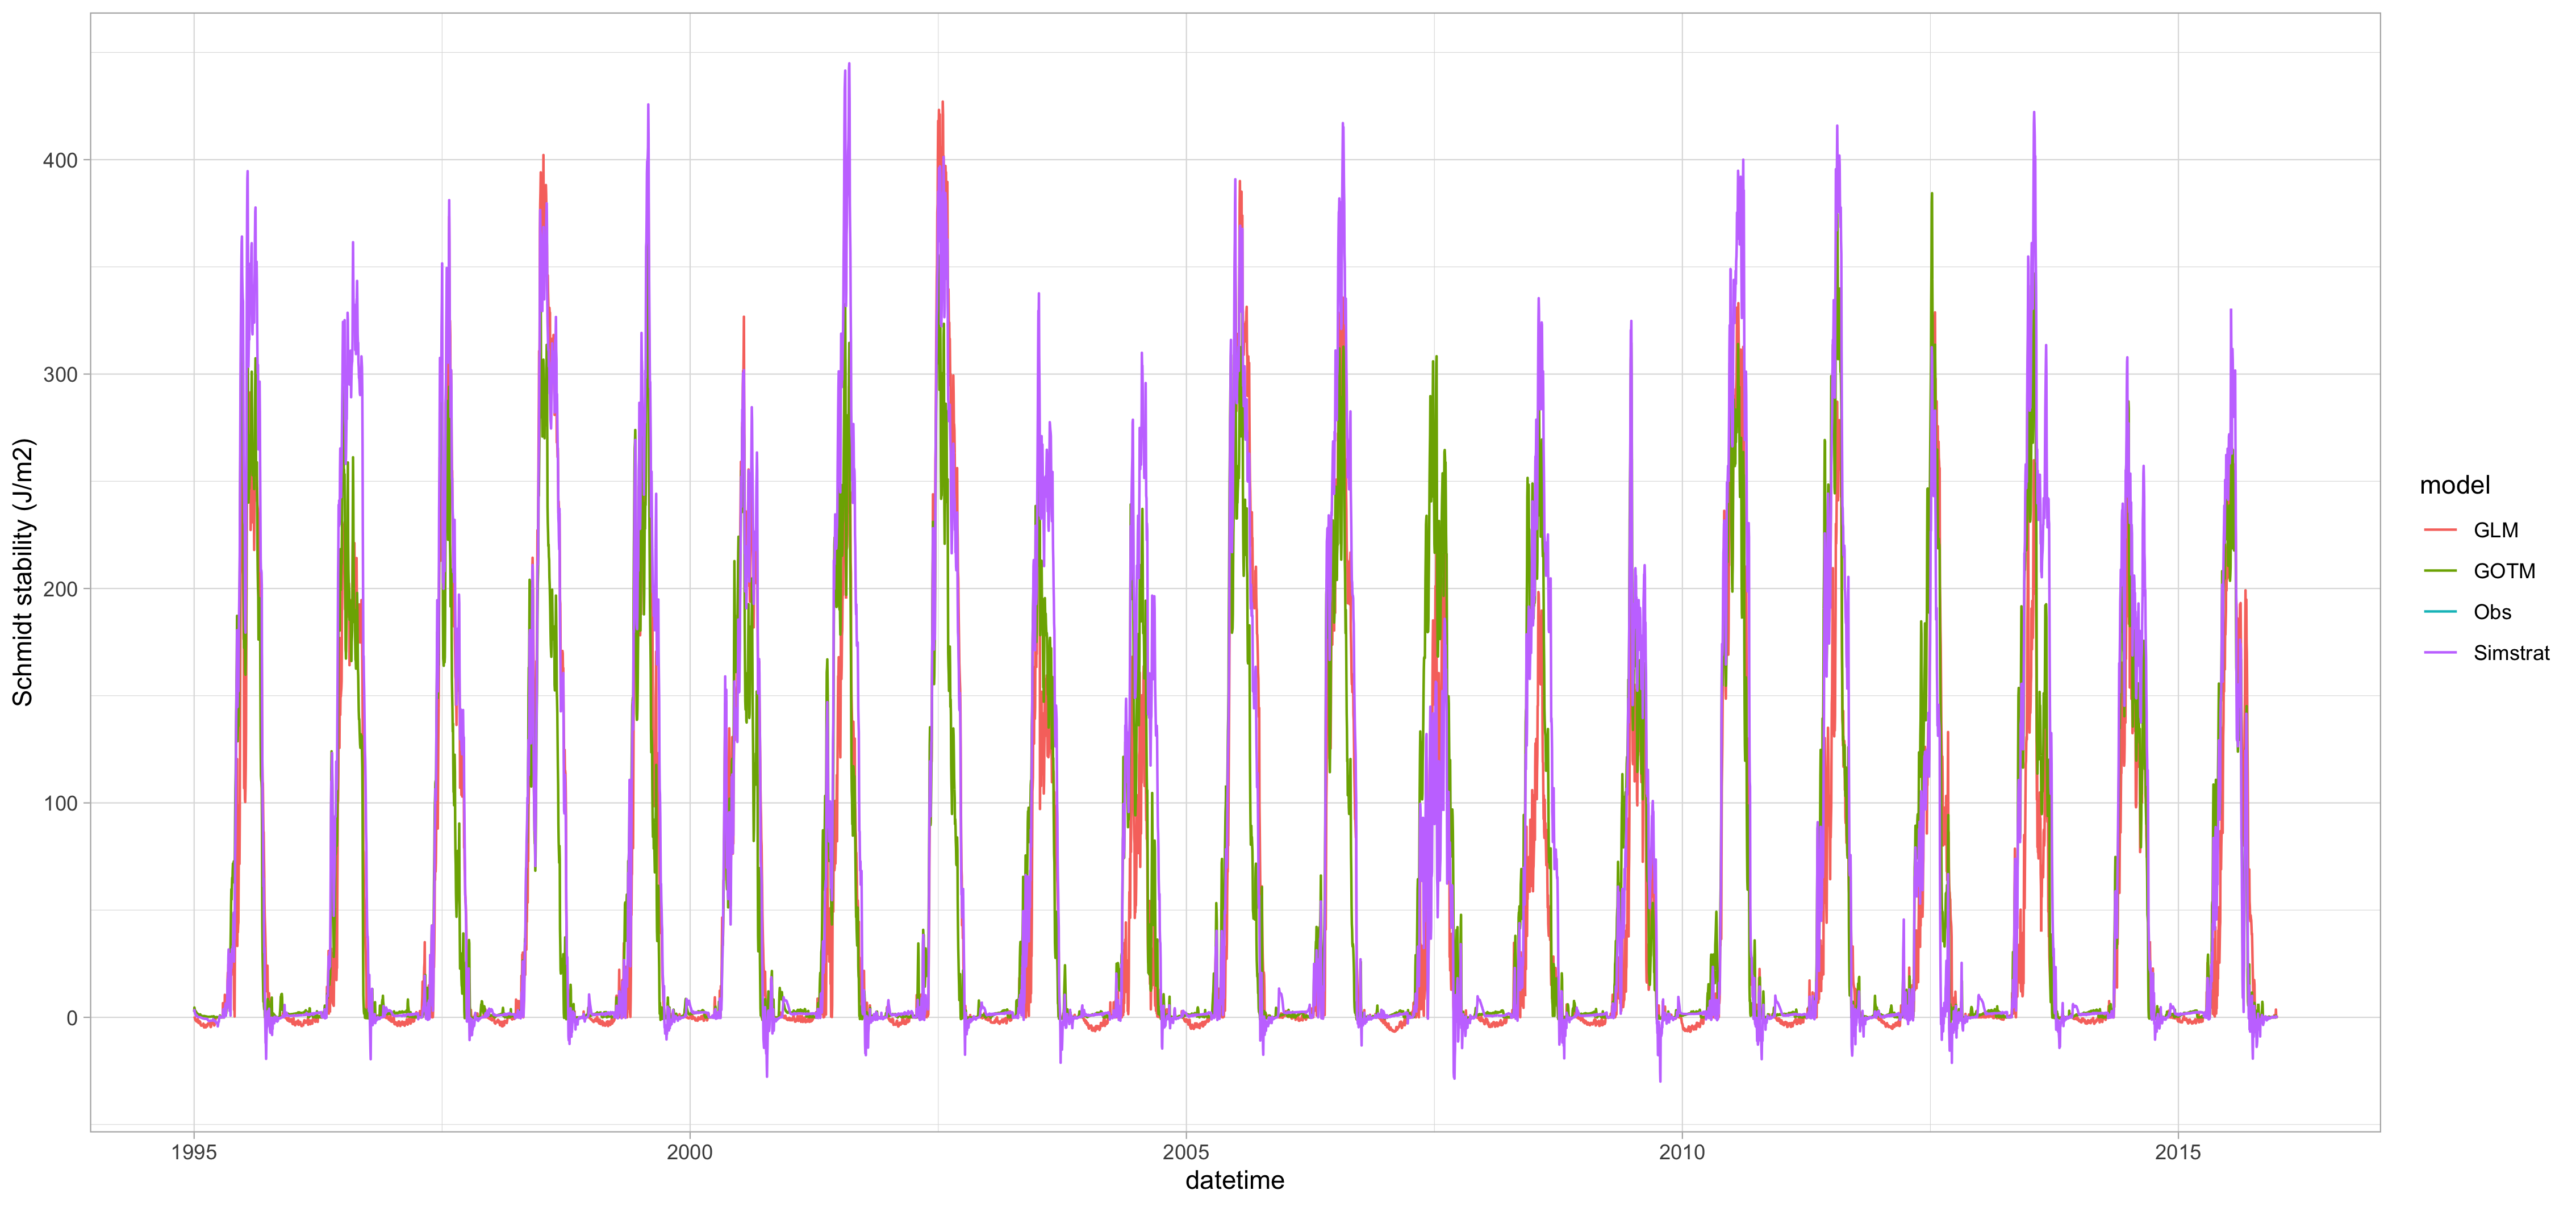 Schmidt stability (J/m2)
400
300
200
100
0
1995
2000
2005
2010
2015
datetime
model
GLM
GOTM
Obs
Simstrat